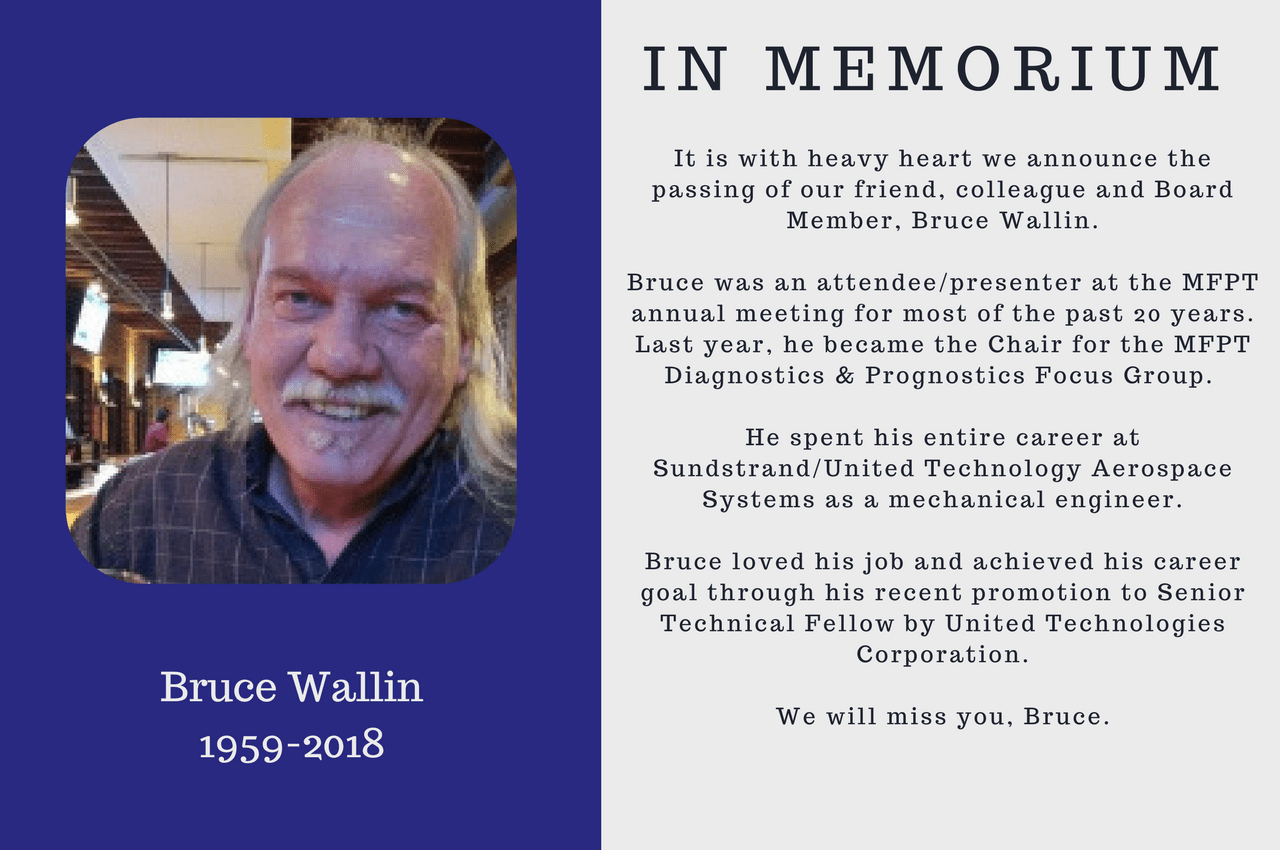 Bruce Wallin
1959-2018
IN MEMORIUM
It is with heavy heart we announce the
passing of our friend, colleague and Board
Member, Bruce Wallin.
Bruce was an attendee/presenter at the MFPT
annual meeting for most of the past 20 years.
Last year, he became the Chair for the MFPT
Diagnostics & Prognostics Focus Group.
He spent his entire career at
Sundstrand/United Technology Aerospace
Systems as a mechanical engineer.
Bruce loved his job and achieved his career
goal through his recent promotion to Senior
Technical Fellow by United Technologies
Corporation.
We will miss you, Bruce.